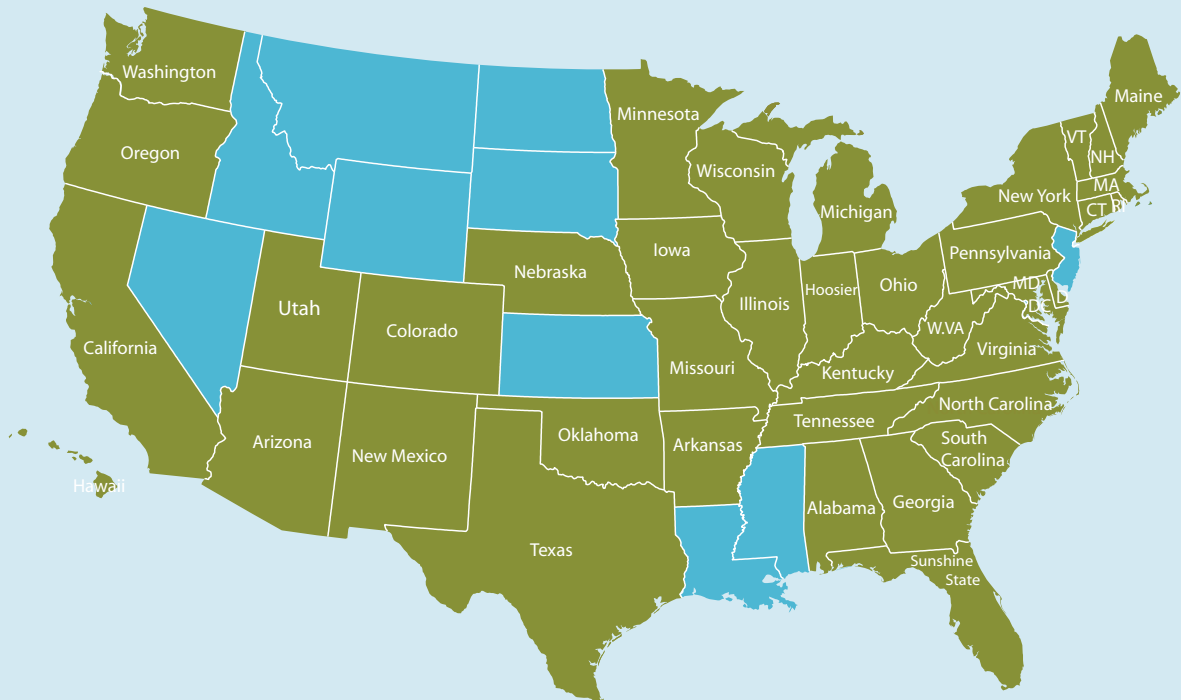 Washington
Oregon
California
Utah
Arizona
Colorado
New Mexico
Hawaii
Nebraska
Oklahoma
Texas
Minnesota
Iowa
Missouri
Arkansas
Wisconsin
Illinois
Michigan
Hoosier
Ohio
Kentucky
Tennessee
Alabama
Georgia
Sunshine
State
South
Carolina
North Carolina
Virginia
W.VA
Pennsylvania
New York
MD
DC
D
VT
NH
MA
CT
RI
Maine